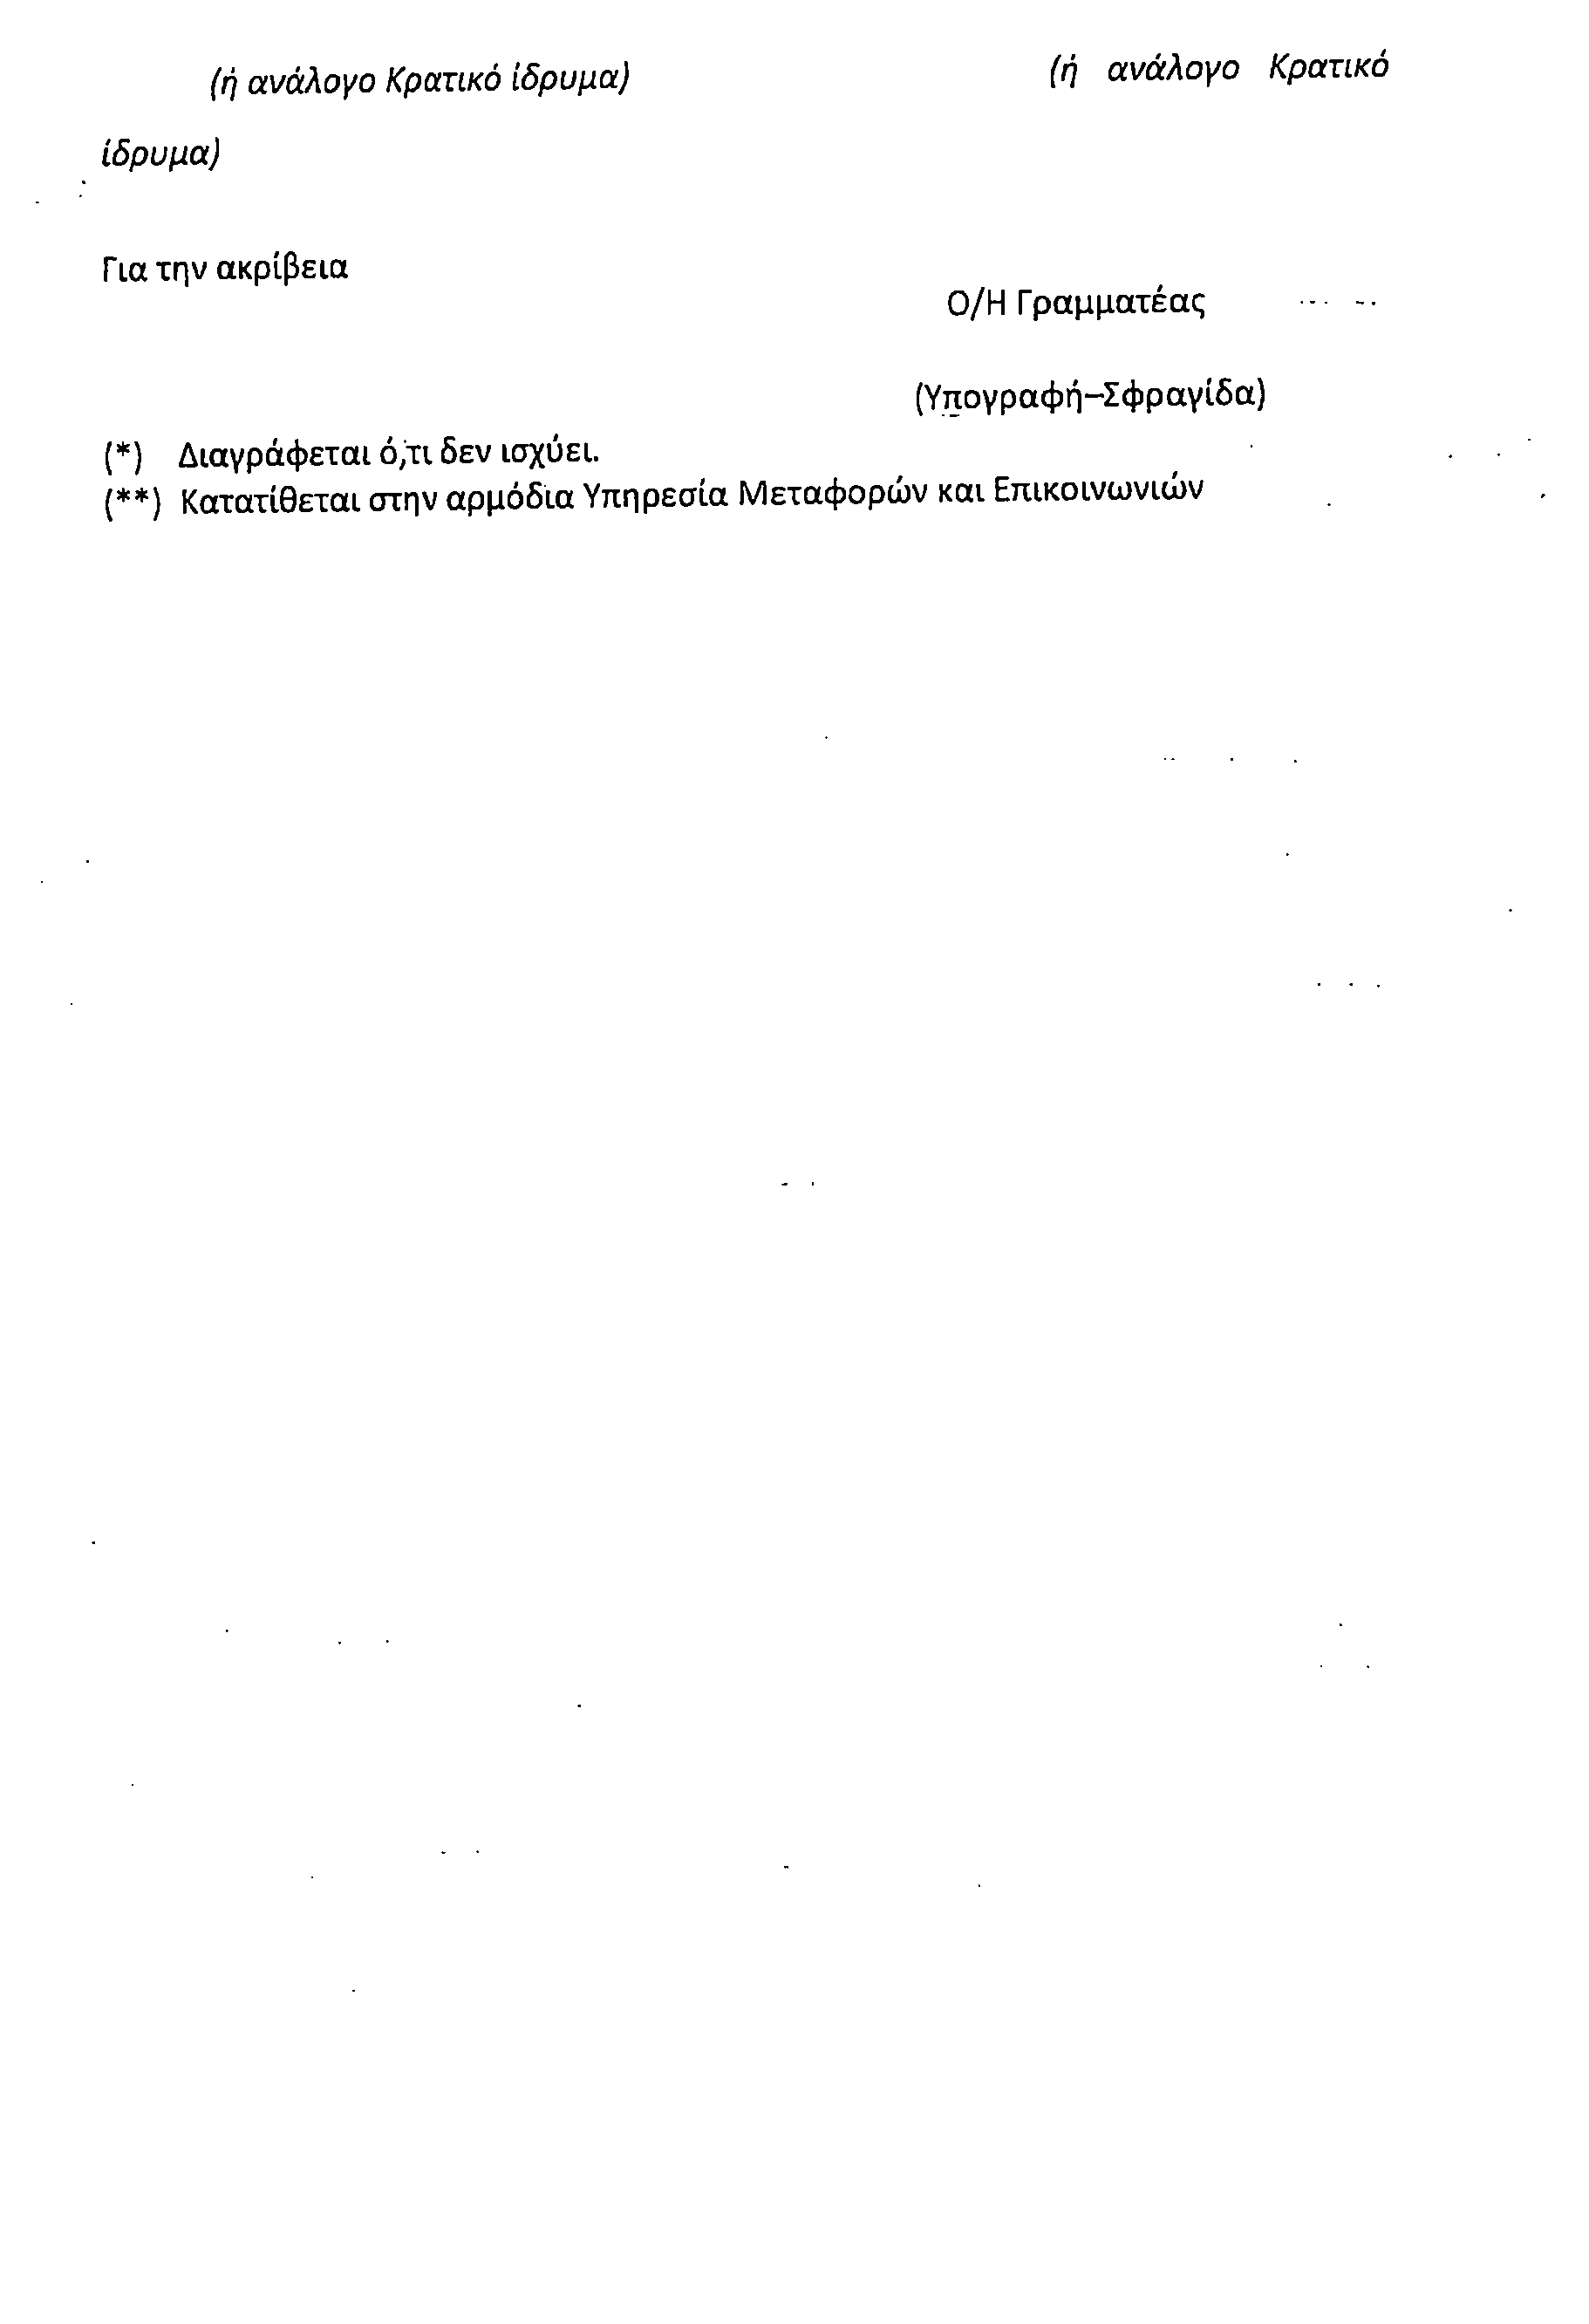 (ή ανάλογο Κρατικό ίδρυμα) (ή ανάλογο Κρατικό
ίδρυμα)
Για την ακρίβεια
Ο/Η Γραμματέας
(Υπογραφή–Σφραγίδα)
(*) Διαγράφεται ό,τι δεν ισχύει.
(**) Κατατίθεται στην αρμόδια Υπηρεσία Μεταφορών και Επικοινωνιών